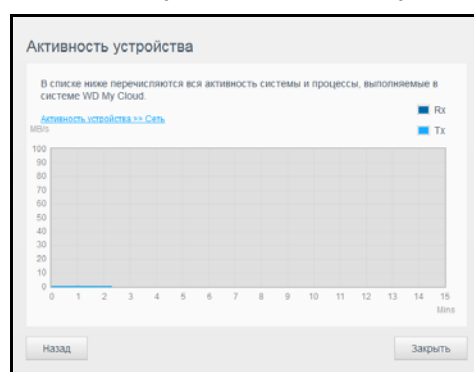 Активность устройства
В списке ниже перечисляются вся активность системы и процессы, выполняемые в
системе WD My Cloud.
Rx
Активность устройства >> Сеть
Tx
MB/s
100
90
80
70
60
50
40
30
20
10
0
0 1 2 3 4 5 6 7 8 9 10 11 12 13 14 15
Mins
Назад Закрыть